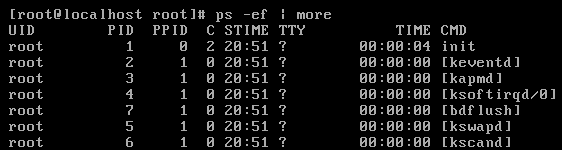 [root@localhost root]# ps -ef | more
UID        PID  PPID  C STIME TTY          TIME CMD
root         1     0  2 20:51 ?        00:00:04 init
root         2     1  0 20:51 ?        00:00:00 [keventd]
root         3     1  0 20:51 ?        00:00:00 [kapmd]
root         4     1  0 20:51 ?        00:00:00 [ksoftirqd/0]
root         7     1  0 20:51 ?        00:00:00 [bdflush]
root         5     1  0 20:51 ?        00:00:00 [kswapd]
root         6     1  0 20:51 ?        00:00:00 [kscand]